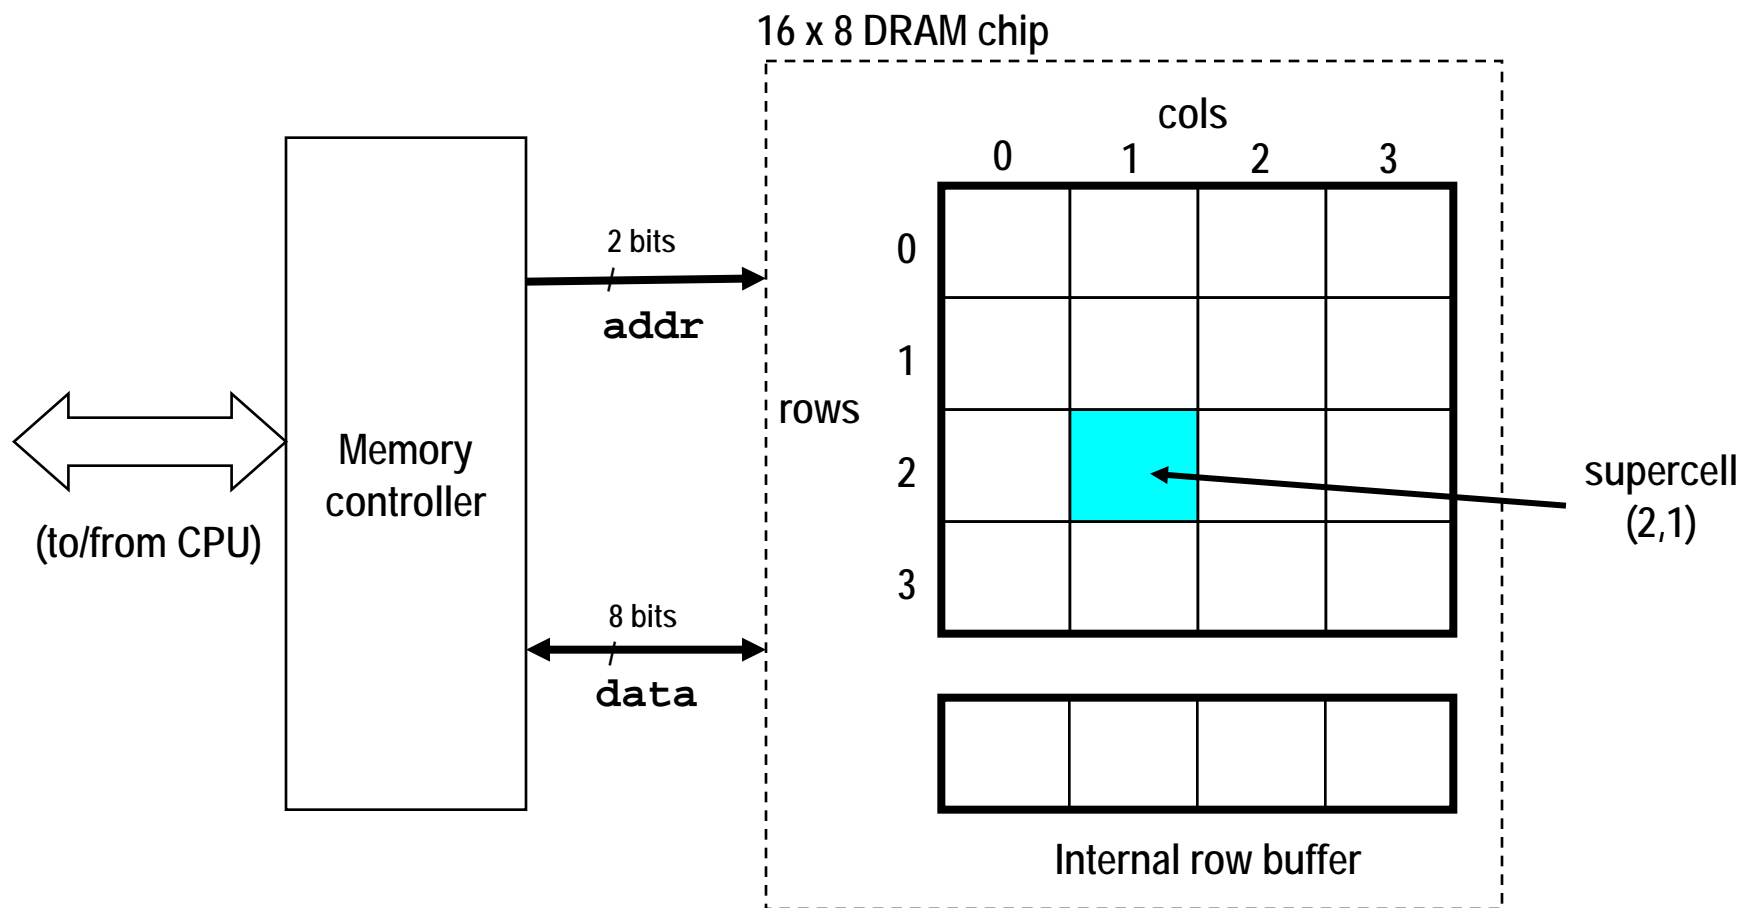 16 x 8 DRAM chip
cols
0 1 2 3
2 bits
addr
0
1
rows
2
3
Memory
controller
(to/from CPU)
supercell
(2,1)
8 bits
data
Internal row buffer